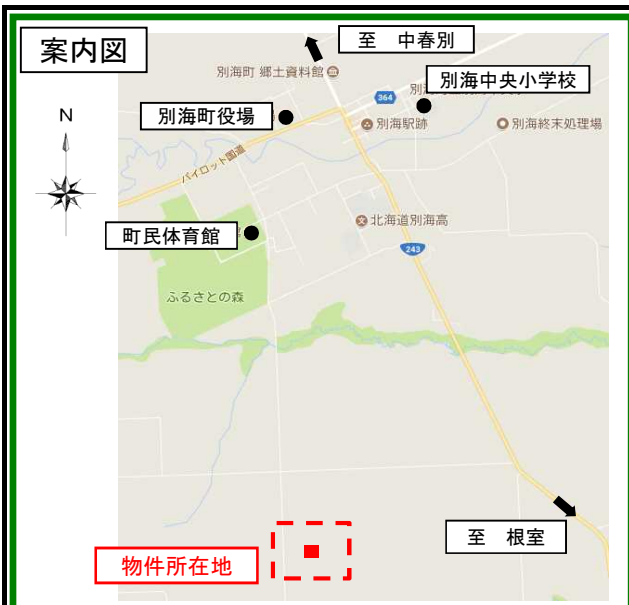 案内図
至　中春別
別海町 郷土資料館
364
別海中央小学校
別海町役場
別海駅跡
別海終末処理場
N
パイロット国道
町民体育館
北海道別海高
243
ふるさとの森
至　根室
物件所在地